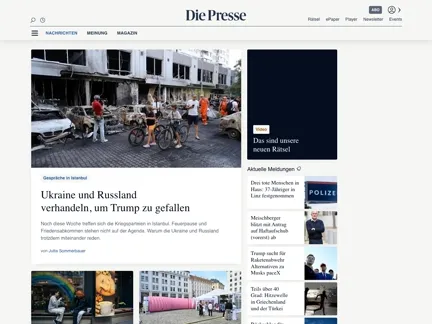 Die Presse
ABO
Rätsel ePaper Player Newsletter Events
NACHRICHTEN MEINUNG MAGAZIN
Gespräche in Istanbul
Ukraine und Russland
verhandeln, um Trump zu gefallen
Noch diese Woche treffen sich die Kriegsparteien in Istanbul. Feuerpause und
Friedensabkommen stehen nicht auf der Agenda. Warum die Ukraine und Russland
trotzdem miteinander reden.
von Jutta Sommerbauer
Video
Das sind unsere
neuen Rätsel
Aktuelle Meldungen
Drei tote Menschen in
Haus: 37-Jähriger in
Linz festgenommen
POLIZE
Meischberger
blitzt mit Antrag
auf Haftaufschub
(vorerst) ab
Trump sucht für
Raketenabwehr
Alternativen zu
Musks paceX
Teils über 40
Grad: Hitzewelle
in Griechenland
und der Türkei